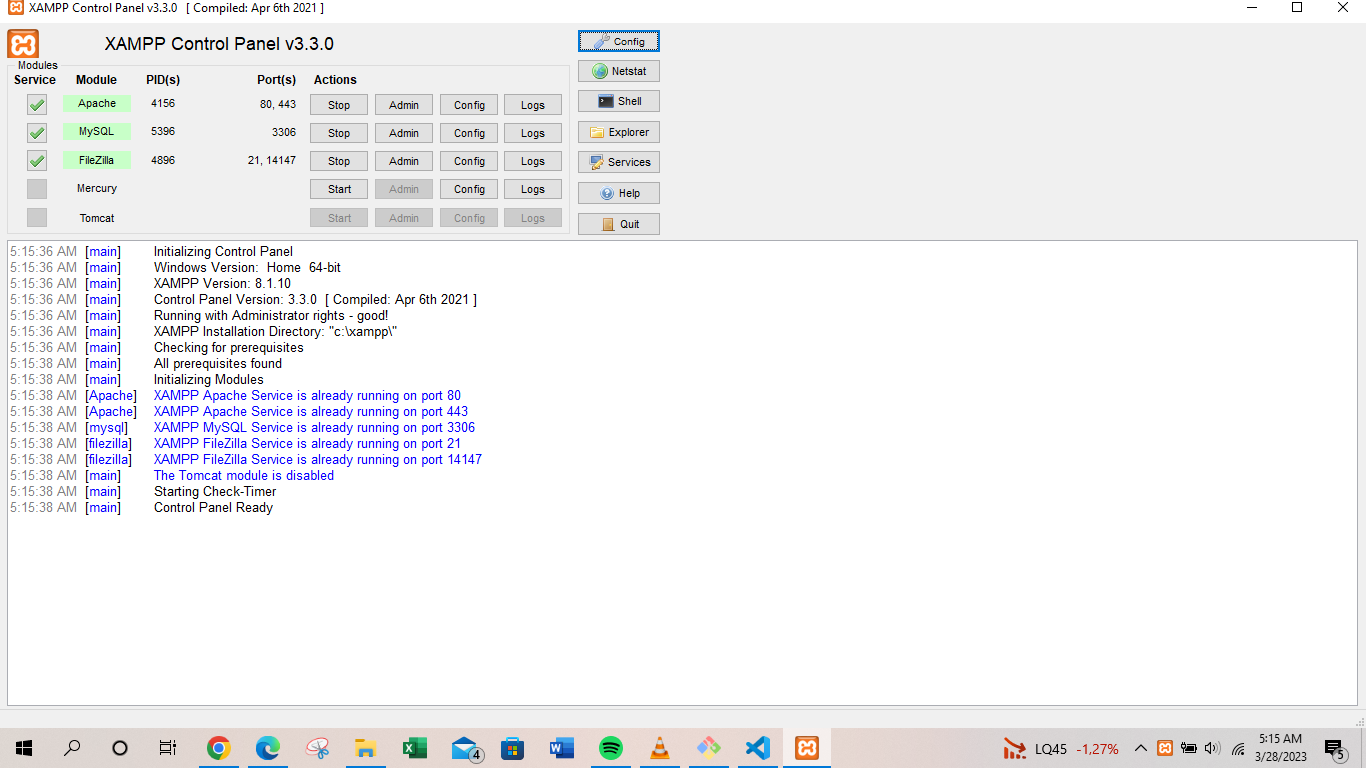 XAMPP Control Panel v3.3.0 [ Compiled: Apr 6th 2021 ]
XAMPP Control Panel v3.3.0
Config
Modules
Service Module PID(s) Port(s) Actions
Netstat
Apache 4156 80, 443 Stop Admin Config Logs
Shell
MySQL 5396 3306 Stop Admin Config Logs
Explorer
FileZilla 4896 21, 14147 Stop Admin Config Logs
Services
Mercury Start Admin Config Logs
Help
Tomcat Start Admin Config Logs
Quit
5:15:36 AM [main] Initializing Control Panel
5:15:36 AM [main] Windows Version: Home 64-bit
5:15:36 AM [main] XAMPP Version: 8.1.10
5:15:36 AM [main] Control Panel Version: 3.3.0 [ Compiled: Apr 6th 2021 ]
5:15:36 AM [main] Running with Administrator rights - good!
5:15:36 AM [main] XAMPP Installation Directory: "c:\xampp\"
5:15:36 AM [main] Checking for prerequisites
5:15:38 AM [main] All prerequisites found
5:15:38 AM [main] Initializing Modules
5:15:38 AM [Apache] XAMPP Apache Service is already running on port 80
5:15:38 AM [Apache] XAMPP Apache Service is already running on port 443
5:15:38 AM [mysql] XAMPP MySQL Service is already running on port 3306
5:15:38 AM [filezilla] XAMPP FileZilla Service is already running on port 21
5:15:38 AM [filezilla] XAMPP FileZilla Service is already running on port 14147
5:15:38 AM [main] The Tomcat module is disabled
5:15:38 AM [main] Starting Check-Timer
5:15:38 AM [main] Control Panel Ready
4
LQ45 -1,27%
5:15 AM
3/28/2023
5